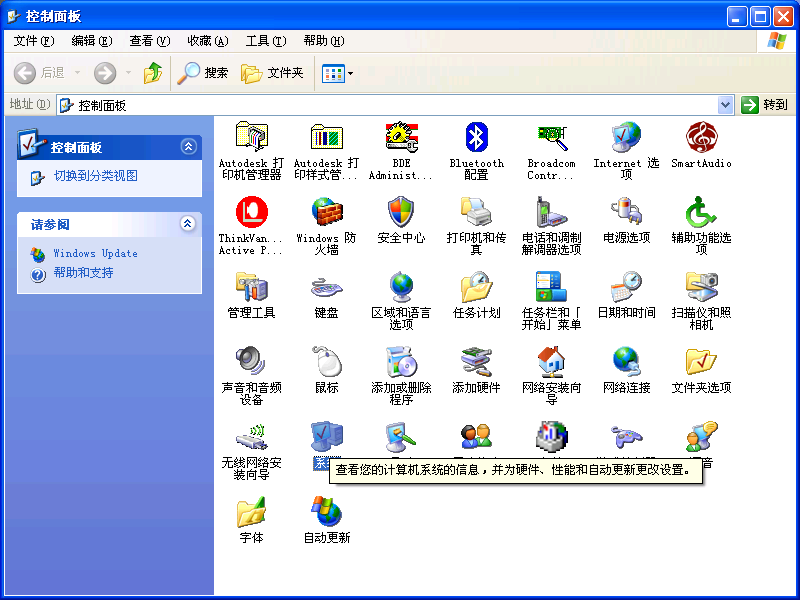 控制面板
文件(F) 编辑(E) 查看(V) 收藏(A) 工具(T) 帮助(H)
后退 搜索 文件夹
地址(D) 控制面板 转到
控制面板
切换到分类视图
请参阅
Windows Update
帮助和支持
Autodesk 打
印机管理器
Autodesk 打
印样式管...
BDE
Administ...
Bluetooth
配置
Broadcom
Contr...
Internet 选
项
SmartAudio
ThinkVan...
Active P...
Windows 防
火墙
安全中心
打印机和传
真
电话和调制
解调器选项
电源选项
辅助功能选
项
管理工具
键盘
区域和语言
选项
任务计划
任务栏和「
开始」菜单
日期和时间
扫描仪和照
相机
声音和音频
设备
鼠标
添加或删除
程序
添加硬件
网络安装向
导
网络连接
文件夹选项
无线网络安
装向导
查看您的计算机系统的信息，并为硬件、性能和自动更新更改设置。
字体
自动更新